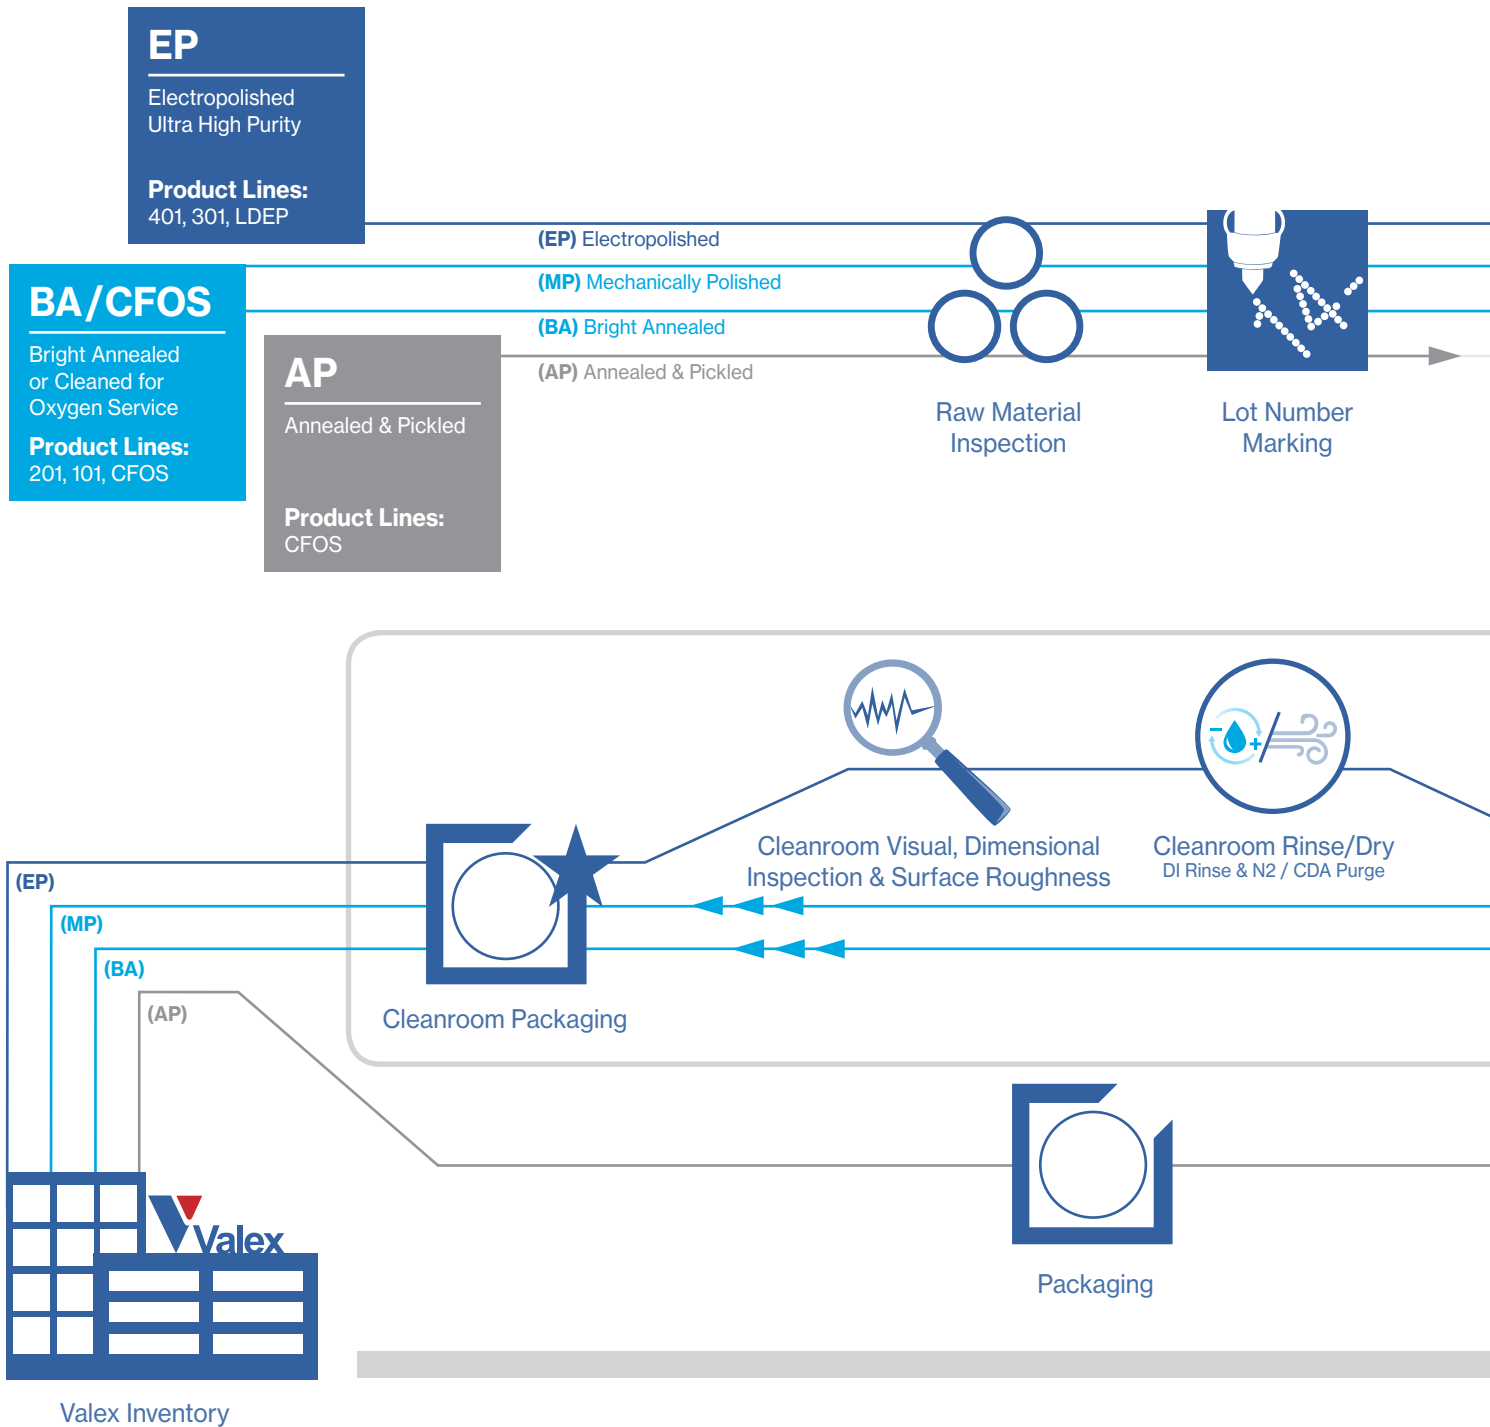 EP
Electropolished
Ultra High Purity
Product Lines:
401, 301, LDEP
BA/CFOS
Bright Annealed
or Cleaned for
Oxygen Service
Product Lines:
201, 101, CFOS
AP
Annealed & Pickled
Product Lines:
CFOS
(EP) Electropolished
(MP) Mechanically Polished
(BA) Bright Annealed
(AP) Annealed & Pickled
Raw Material
Inspection
Lot Number
Marking
Cleanroom Visual, Dimensional
Inspection & Surface Roughness
Cleanroom Rinse/Dry
DI Rinse & N2 / CDA Purge
(EP)
(MP)
(BA)
(AP)
Cleanroom Packaging
Packaging
Valex
Valex Inventory